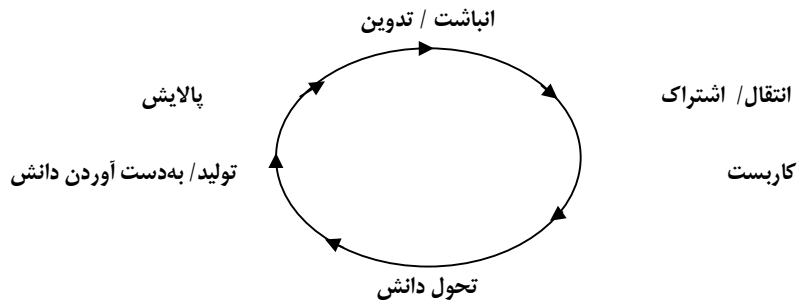 انباشت / تدوین
انتقال/ اشتراک
پالایش
کاربست
تولید/ به‌دست آوردن دانش
تحول دانش